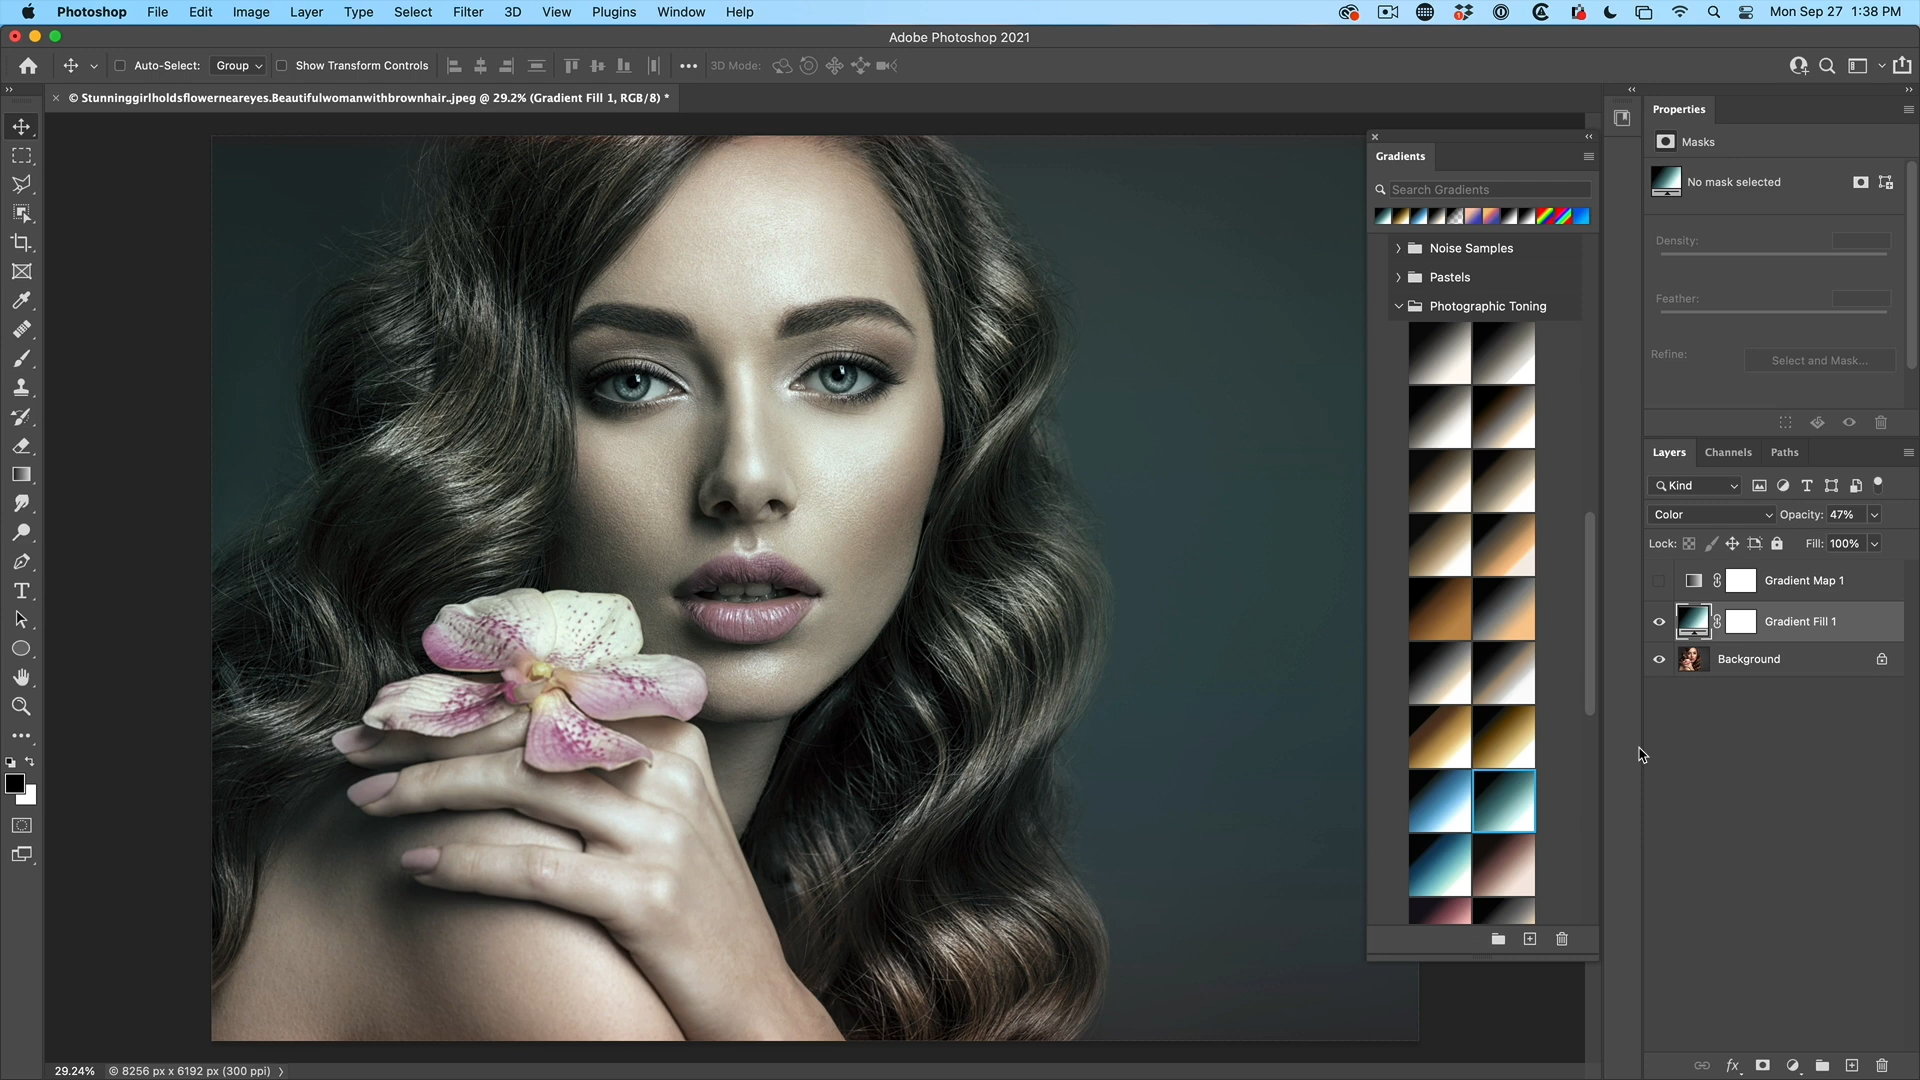 Photoshop File Edit Image Layer Type Select Filter 3D View Plugins Window Help Mon Sep 27 1:38 PM
Adobe Photoshop 2021
Auto-Select: Group Show Transform Controls 3D Mode:
© Stunninggirlholdsflowerneareyes.Beautifulwomanwithbrownhair..jpeg @ 29.2% (Gradient Fill 1, RGB/8) *
Gradients
Search Gradients
Noise Samples
Pastels
Photographic Toning
Properties
Masks
No mask selected
Density:
Feather:
Refine: Select and Mask...
Layers Channels Paths
Kind
Color Opacity: 47%
Lock: Fill: 100%
Gradient Map 1
Gradient Fill 1
Background
fx
29.24% © 8256 px x 6192 px (300 ppi)